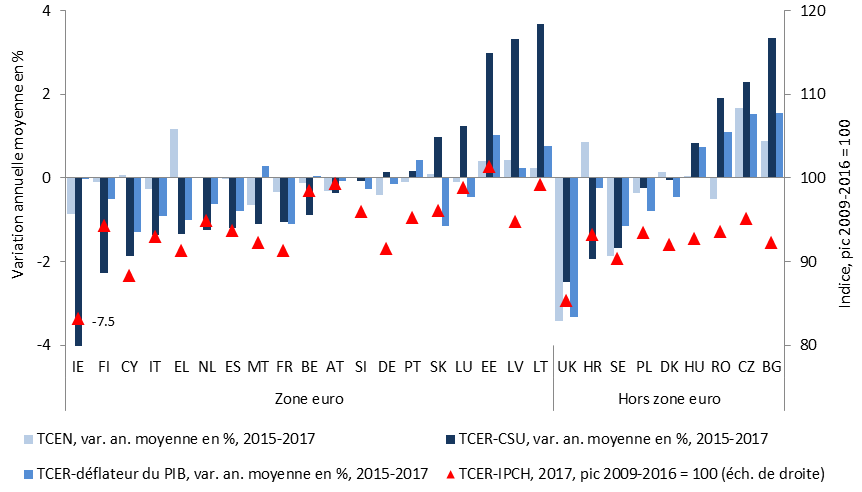 4
2
0
-2
-4
Variation annuelle moyenne en %
120
110
100
90
80
Indice, pic 2009-2016 = 100
-7.5
IE FI CY IT EL NL ES MT FR BE AT SI DE PT SK LU EE LV LT UK HR SE PL DK HU RO CZ BG
Zone euro Hors zone euro
TCEN, var. an. moyenne en %, 2015-2017 TCER-CSU, var. an. moyenne en %, 2015-2017
TCER-déflateur du PIB, var. an. moyenne en %, 2015-2017 TCER-IPCH, 2017, pic 2009-2016 = 100 (éch. de droite)